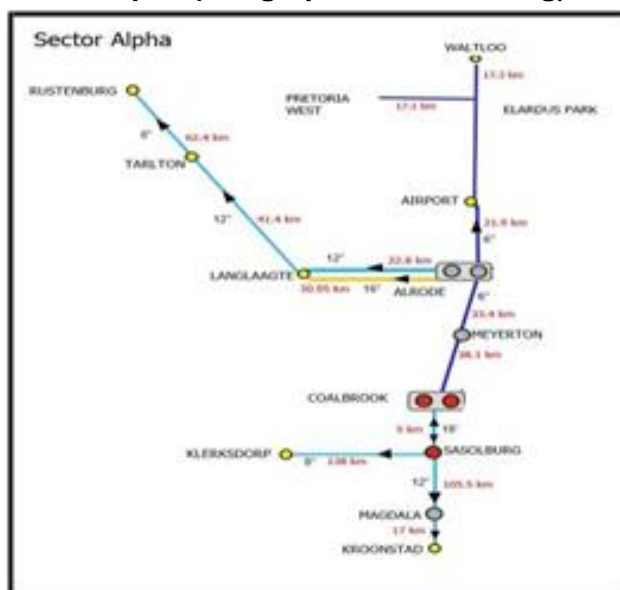 Sector Alpha
WALTLOO
17.3 km
RUSTENBURG
PRETORIA WEST
17.1 km
ELARDUS PARK
8"
62.4 km
TARLTON
AIRPORT
12"
41.4 km
21.9 km
6"
12"
22.8 km
LANGLAAGTE
30.05 km
16"
ALRODE
6"
23.4 km
MEYERTON
COALBROOK
5 km
18"
KLERKSDORP
8"
138 km
SASOLBURG
12"
105.5 km
MAGDALA
17 km
KROONSTAD